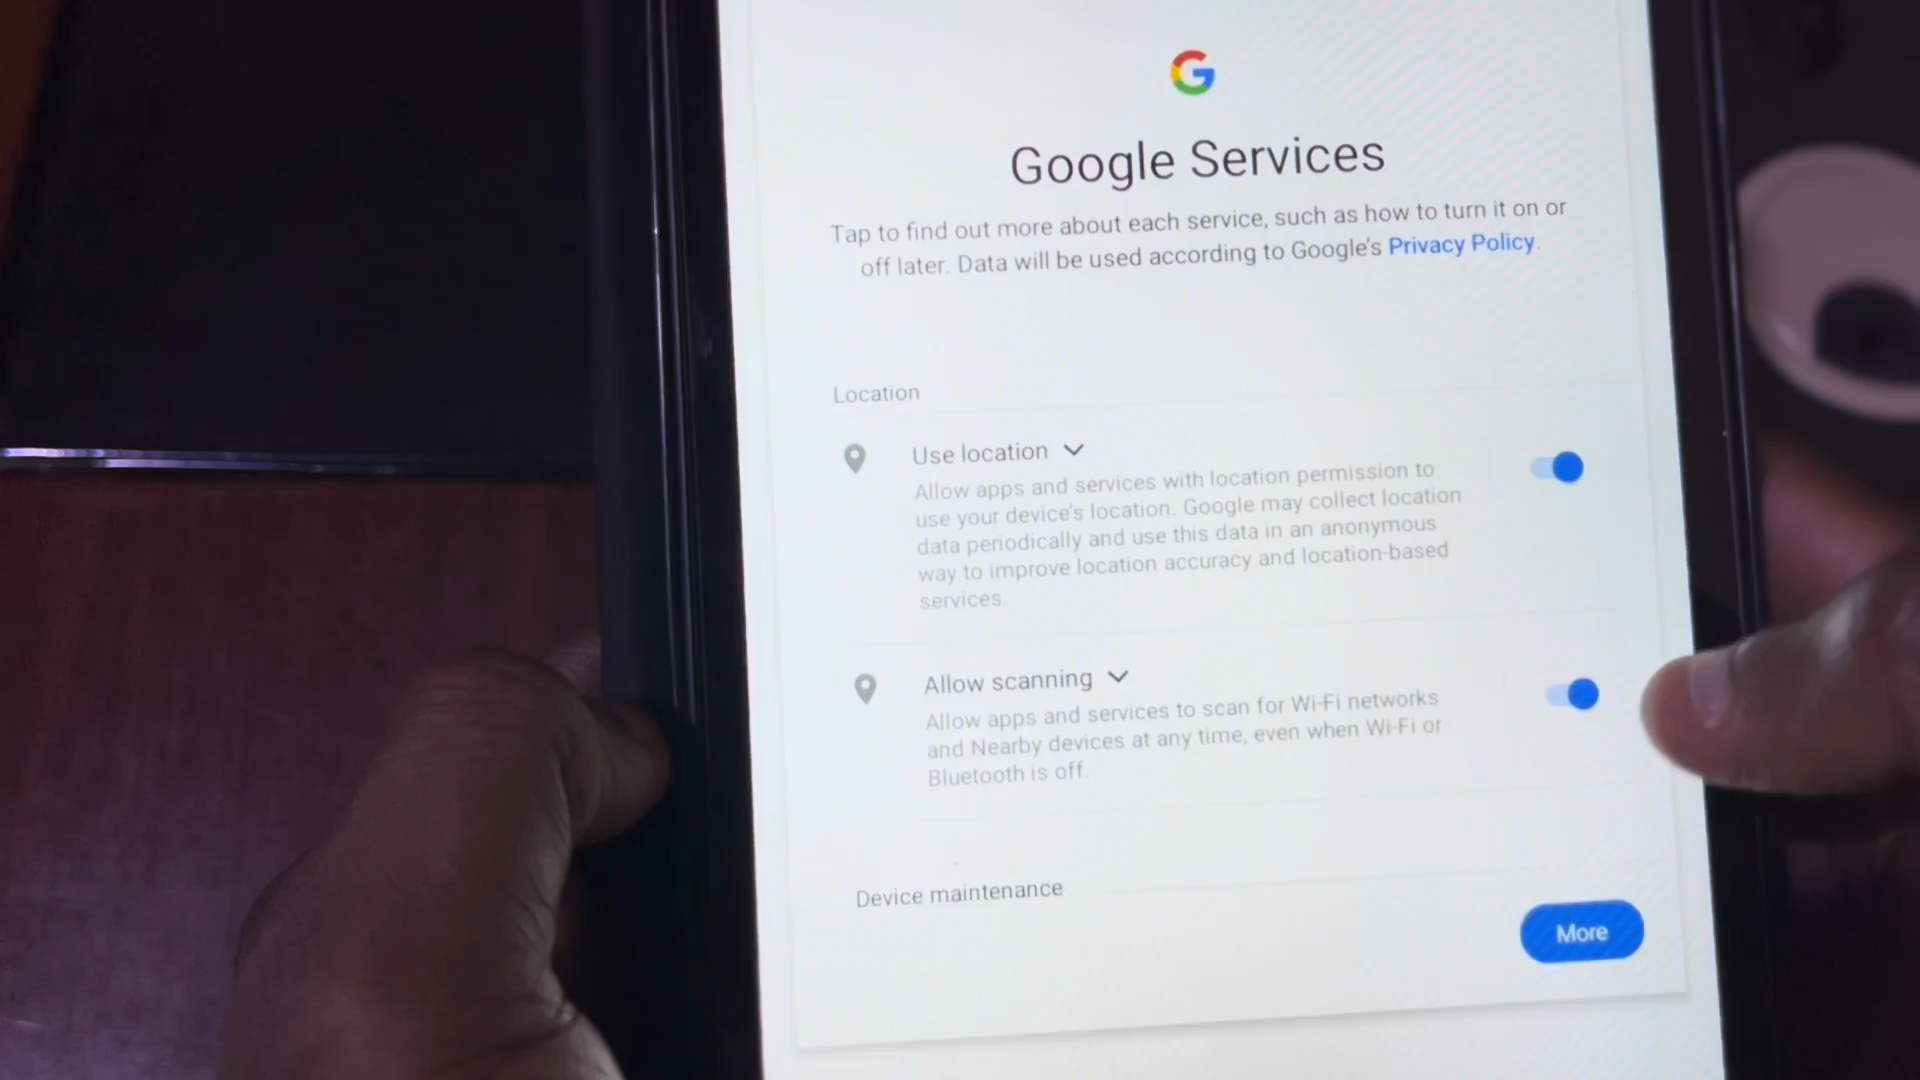 Google Services
Tap to find out more about each service, such as how to turn it on or
off later. Data will be used according to Google's Privacy Policy.
Location
Use location
Allow apps and services with location permission to
use your device's location. Google may collect location
data periodically and use this data in an anonymous
way to improve location accuracy and location-based
services.
Allow scanning
Allow apps and services to scan for Wi-Fi networks
and Nearby devices at any time, even when Wi-Fi or
Bluetooth is off.
Device maintenance
More